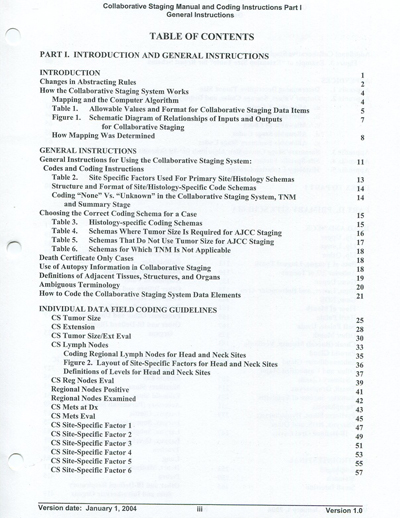 Collaborative Staging Manual and Coding Instructions Part I
General Instructions
TABLE OF CONTENTS
PART I. INTRODUCTION AND GENERAL INSTRUCTIONS
INTRODUCTION 1
Changes in Abstracting Rules 2
How the Collaborative Staging System Works 4
Mapping and the Computer Algorithm 4
Table 1. Allowable Values and Format for Collaborative Staging Data Items 5
Figure 1. Schematic Diagram of Relationships of Inputs and Outputs 7
for Collaborative Staging
How Mapping Was Determined 8
GENERAL INSTRUCTIONS
General Instructions for Using the Collaborative Staging System: 11
Codes and Coding Instructions
Table 2. Site Specific Factors Used For Primary Site/Histology Schemas 13
Structure and Format of Site/Histology-Specific Code Schemas 14
Coding "None" Vs. "Unknown" in the Collaborative Staging System, TNM 14
and Summary Stage
Choosing the Correct Coding Schema for a Case 15
Table 3. Histology-specific Coding Schemas 15
Table 4. Schemas Where Tumor Size Is Required for AJCC Staging 16
Table 5. Schemas That Do Not Use Tumor Size for AJCC Staging 17
Table 6. Schemas for Which TNM Is Not Applicable 18
Death Certificate Only Cases 18
Use of Autopsy Information in Collaborative Staging 18
Definitions of Adjacent Tissues, Structures, and Organs 19
Ambiguous Terminology 20
How to Code the Collaborative Staging System Data Elements 21
INDIVIDUAL DATA FIELD CODING GUIDELINES
CS Tumor Size 25
CS Extension 28
CS Tumor Size/Ext Eval 30
CS Lymph Nodes 33
Coding Regional Lymph Nodes for Head and Neck Sites 35
Figure 2. Layout of Site-Specific Factors for Head and Neck Sites 36
Definitions of Levels for Head and Neck Sites 37
CS Reg Nodes Eval 39
Regional Nodes Positive 41
Regional Nodes Examined 42
CS Mets at Dx 43
CS Mets Eval 45
CS Site-Specific Factor 1 47
CS Site-Specific Factor 2 49
CS Site-Specific Factor 3 51
CS Site-Specific Factor 4 53
CS Site-Specific Factor 5 55
CS Site-Specific Factor 6 57
Version date: January 1, 2004 iii Version 1.0